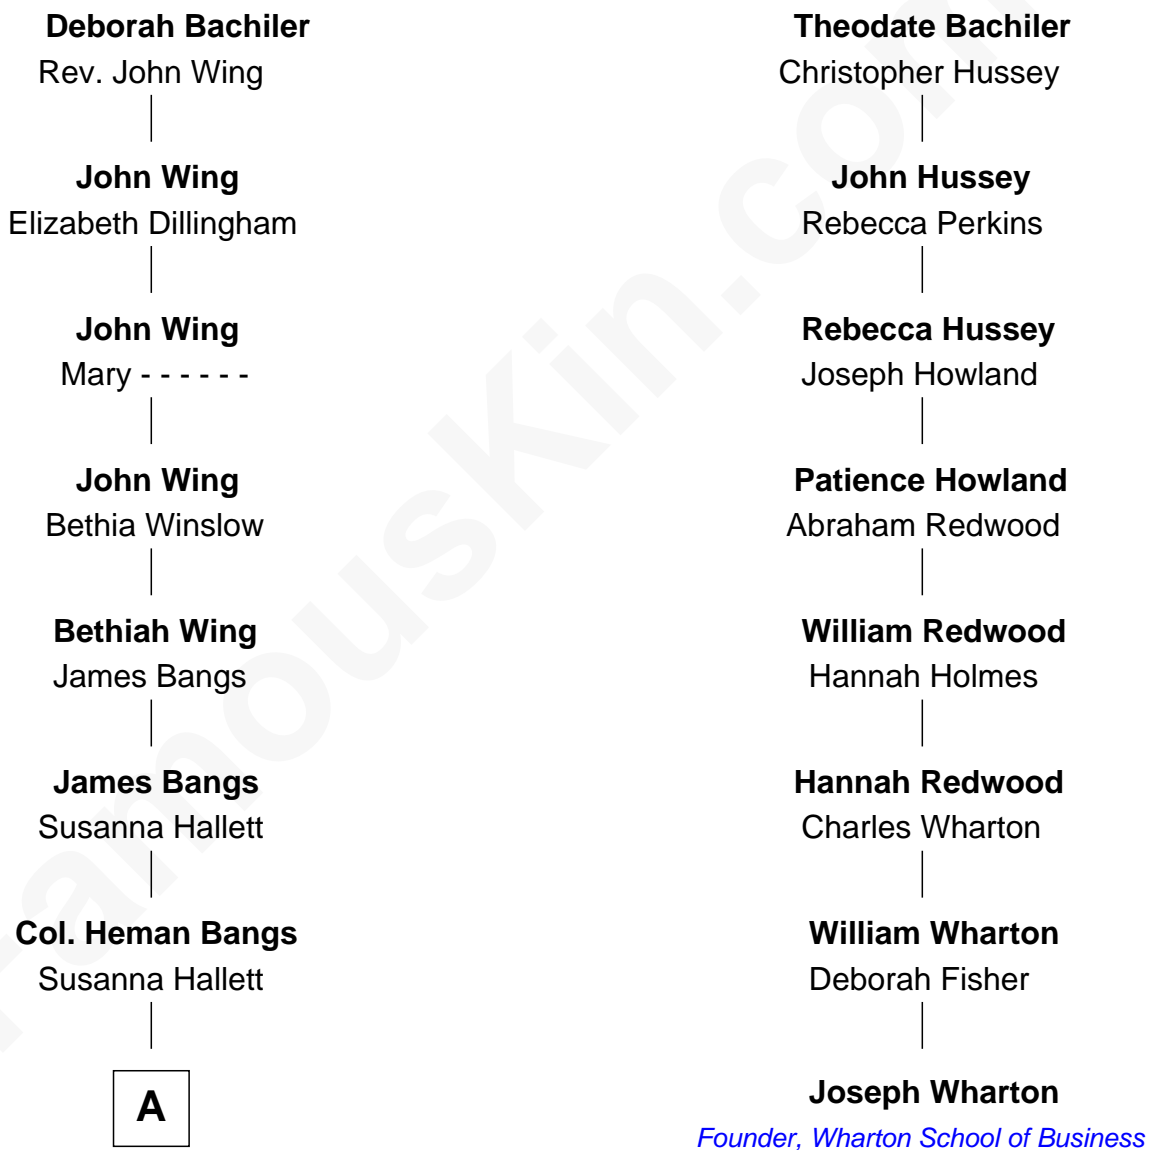 Deborah Bachiler
Rev. John Wing
John Wing
Elizabeth Dillingham
John Wing
Mary - - - - - -
John Wing
Bethia Winslow
Bethiah Wing
James Bangs
James Bangs
Susanna Hallett
Col. Heman Bangs
Susanna Hallett
A
Theodate Bachiler
Christopher Hussey
John Hussey
Rebecca Perkins
Rebecca Hussey
Joseph Howland
Patience Howland
Abraham Redwood
William Redwood
Hannah Holmes
Hannah Redwood
Charles Wharton
William Wharton
Deborah Fisher
Joseph Wharton
Founder, Wharton School of Business
FamousKin.com